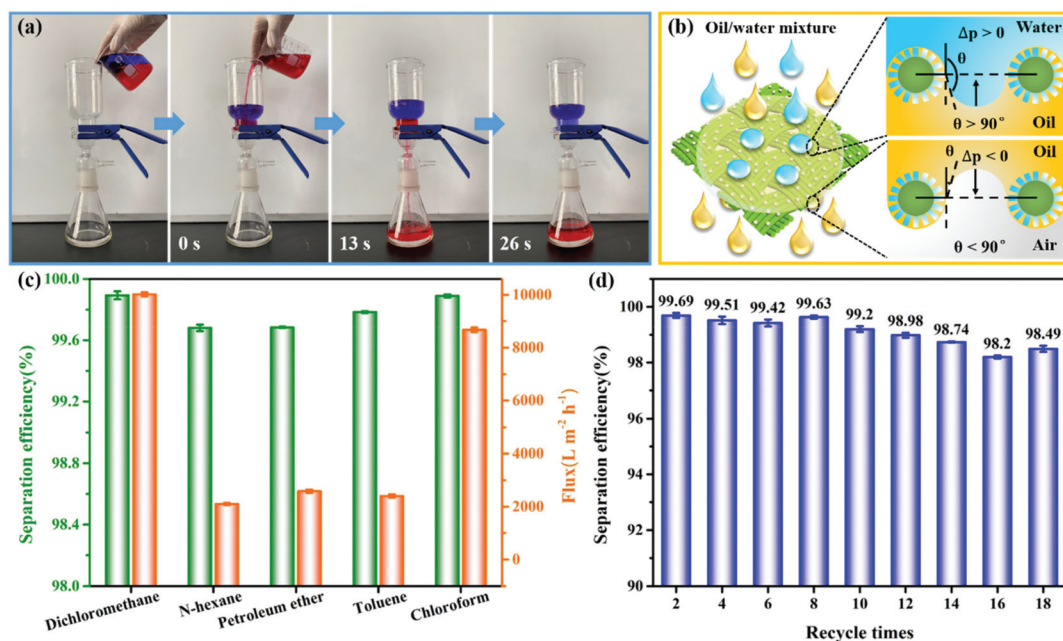 (a)
0 s
13 s
26 s
(b)
Oil/water mixture
Δp > 0
Water
θ
θ > 90°
Oil
Oil
θ
Δp < 0
θ < 90°
Air
(c)
Separation efficiency(%)
100.0
99.6
99.2
98.8
98.4
98.0
10000
8000
6000
4000
2000
0
Flux(L m⁻² h⁻¹)
Dichloromethane
N-hexane
Petroleum ether
Toluene
Chloroform
(d)
Separation efficiency(%)
100
98
96
94
92
90
99.69
99.51
99.42
99.63
99.2
98.98
98.74
98.2
98.49
2 4 6 8 10 12 14 16 18
Recycle times